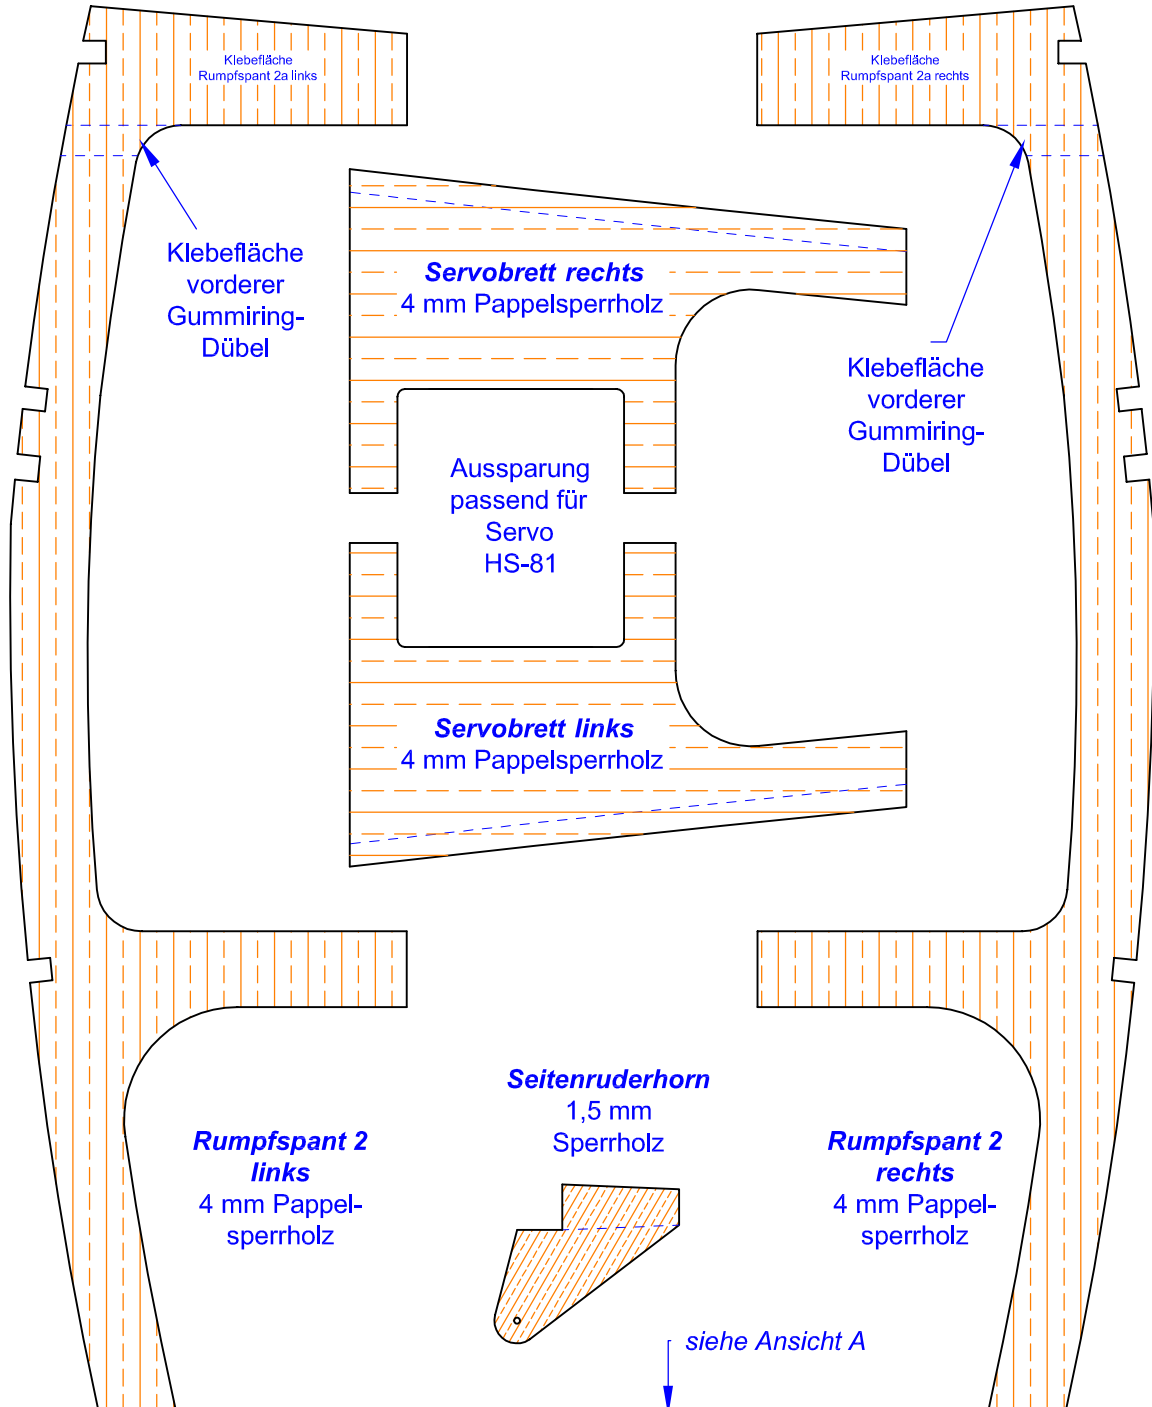 Klebefläche
Rumpfspant 2a links
Klebefläche
Rumpfspant 2a rechts
Klebefläche
vorderer
Gummiring-
Dübel
Servobrett rechts
4 mm Pappelsperrholz
Klebefläche
vorderer
Gummiring-
Dübel
Aussparung
passend für
Servo
HS-81
Servobrett links
4 mm Pappelsperrholz
Seitenruderhorn
1,5 mm
Sperrholz
Rumpfspant 2
links
4 mm Pappel-
sperrholz
Rumpfspant 2
rechts
4 mm Pappel-
sperrholz
siehe Ansicht A